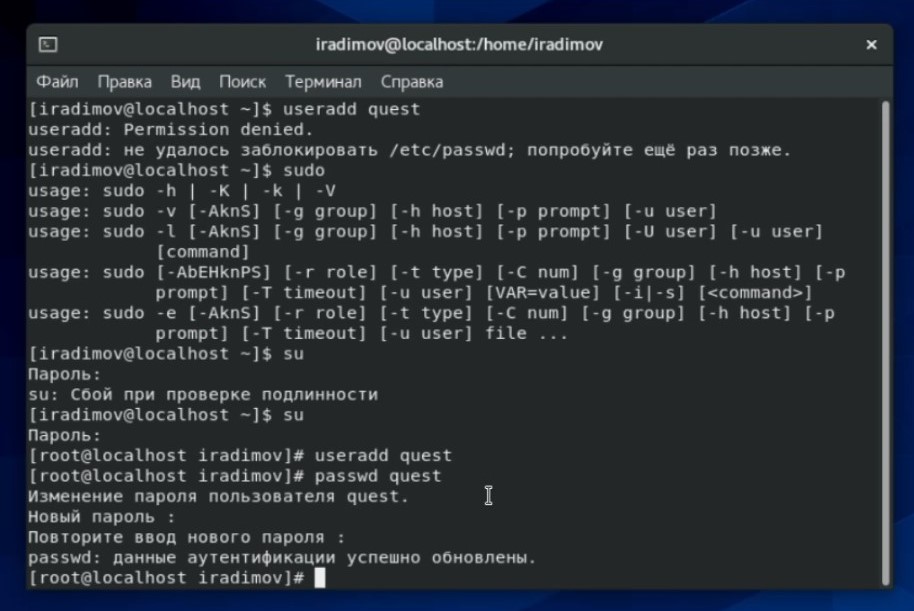 iradimov@localhost:/home/iradimov
Файл Правка Вид Поиск Терминал Справка
[iradimov@localhost ~]$ useradd quest
useradd: Permission denied.
useradd: не удалось заблокировать /etc/passwd; попробуйте ещё раз позже.
[iradimov@localhost ~]$ sudo
usage: sudo -h | -K | -k | -V
usage: sudo -v [-AknS] [-g group] [-h host] [-p prompt] [-u user]
usage: sudo -l [-AknS] [-g group] [-h host] [-p prompt] [-U user] [-u user]
            [command]
usage: sudo [-AbEHknPS] [-r role] [-t type] [-C num] [-g group] [-h host] [-p
            prompt] [-T timeout] [-u user] [VAR=value] [-i|-s] [<command>]
usage: sudo -e [-AknS] [-r role] [-t type] [-C num] [-g group] [-h host] [-p
            prompt] [-T timeout] [-u user] file ...
[iradimov@localhost ~]$ su
Пароль:
su: Сбой при проверке подлинности
[iradimov@localhost ~]$ su
Пароль:
[root@localhost iradimov]# useradd quest
[root@localhost iradimov]# passwd quest
Изменение пароля пользователя quest.
Новый пароль :
Повторите ввод нового пароля :
passwd: данные аутентификации успешно обновлены.
[root@localhost iradimov]#